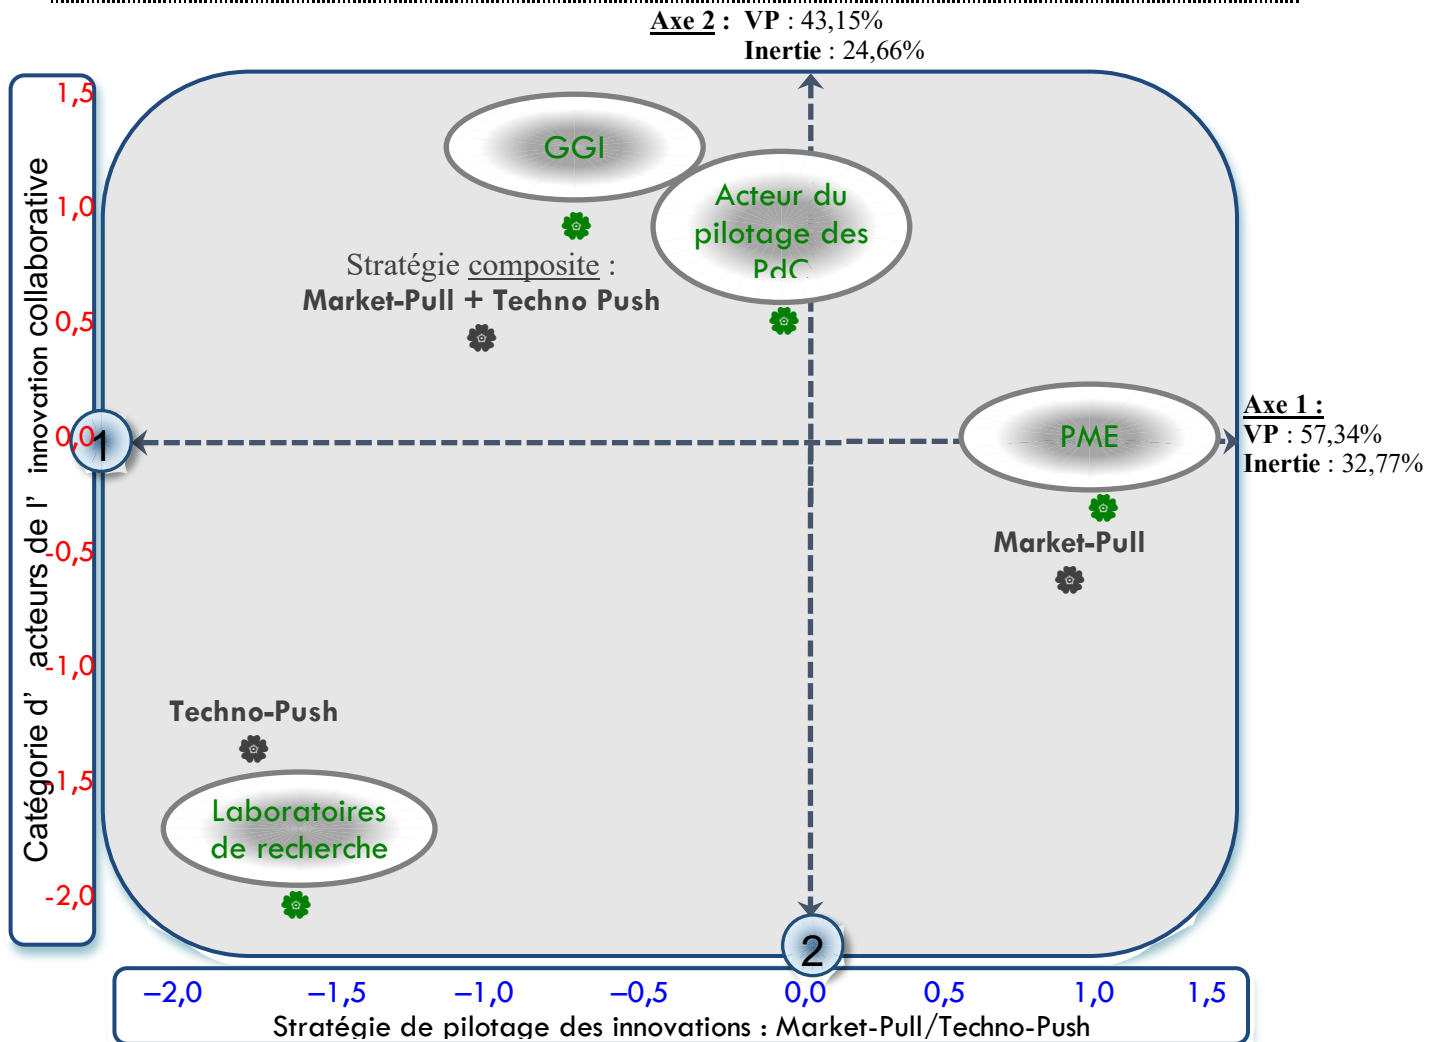 Axe 2 : VP : 43,15%
Inertie : 24,66%
1,5
1,0
0,5
0,0
-0,5
-1,0
-1,5
-2,0
Catégorie d' acteurs de l' innovation collaborative
GGI
Acteur du
pilotage des
PdC
Stratégie composite :
Market-Pull + Techno Push
1
PME
Axe 1 :
VP : 57,34%
Inertie : 32,77%
Market-Pull
Techno-Push
Laboratoires
de recherche
2
–2,0 –1,5 –1,0 –0,5 0,0 0,5 1,0 1,5
Stratégie de pilotage des innovations : Market-Pull/Techno-Push